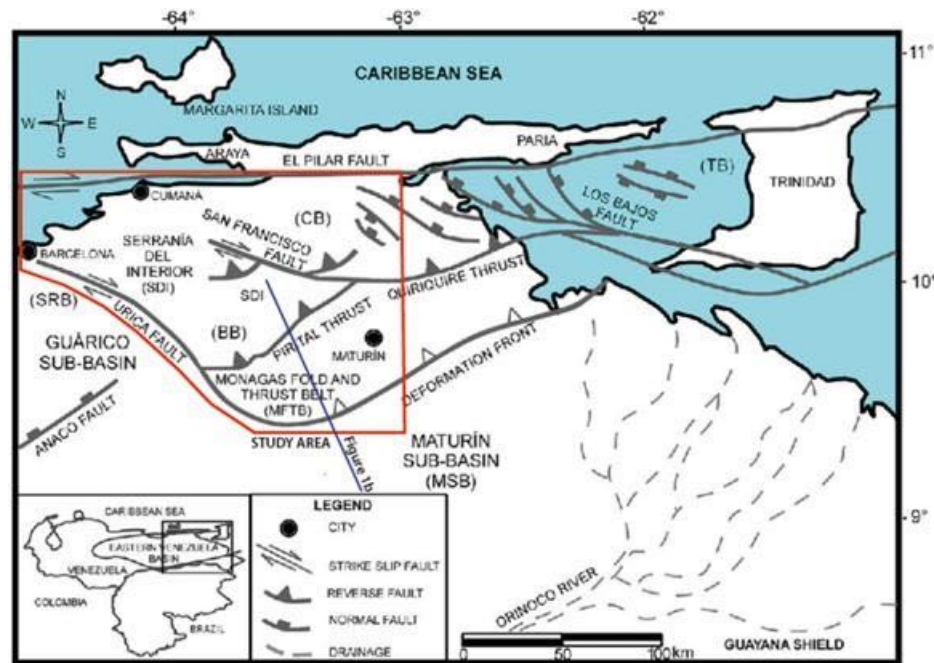 -64°
-63°
-62°
11°
10°
9°
CARIBBEAN SEA
N
W E
S
MARGARITA ISLAND
ARAYA
PARIA
EL PILAR FAULT
(TB)
TRINIDAD
CUMANÁ
LOS BAJOS
FAULT
(CB)
SAN FRANCISCO
FAULT
BARCELONA
SERRANÍA
DEL
INTERIOR
(SDI)
SDI
QUIRIQUIRE THRUST
(SRB)
URICA FAULT
(BB)
PIRITAL THRUST
GUÁRICO
SUB-BASIN
MATURÍN
DEFORMATION FRONT
MONAGAS FOLD AND
THRUST BELT
(MFTB)
ANACO FAULT
STUDY AREA
Figure 1b
MATURÍN
SUB-BASIN
(MSB)
CARIBBEAN SEA
EASTERN VENEZUELA
BASIN
VENEZUELA
COLOMBIA
BRAZIL
LEGEND
CITY
STRIKE SLIP FAULT
REVERSE FAULT
NORMAL FAULT
DRAINAGE
ORINOCO RIVER
0 50 100km
GUAYANA SHIELD